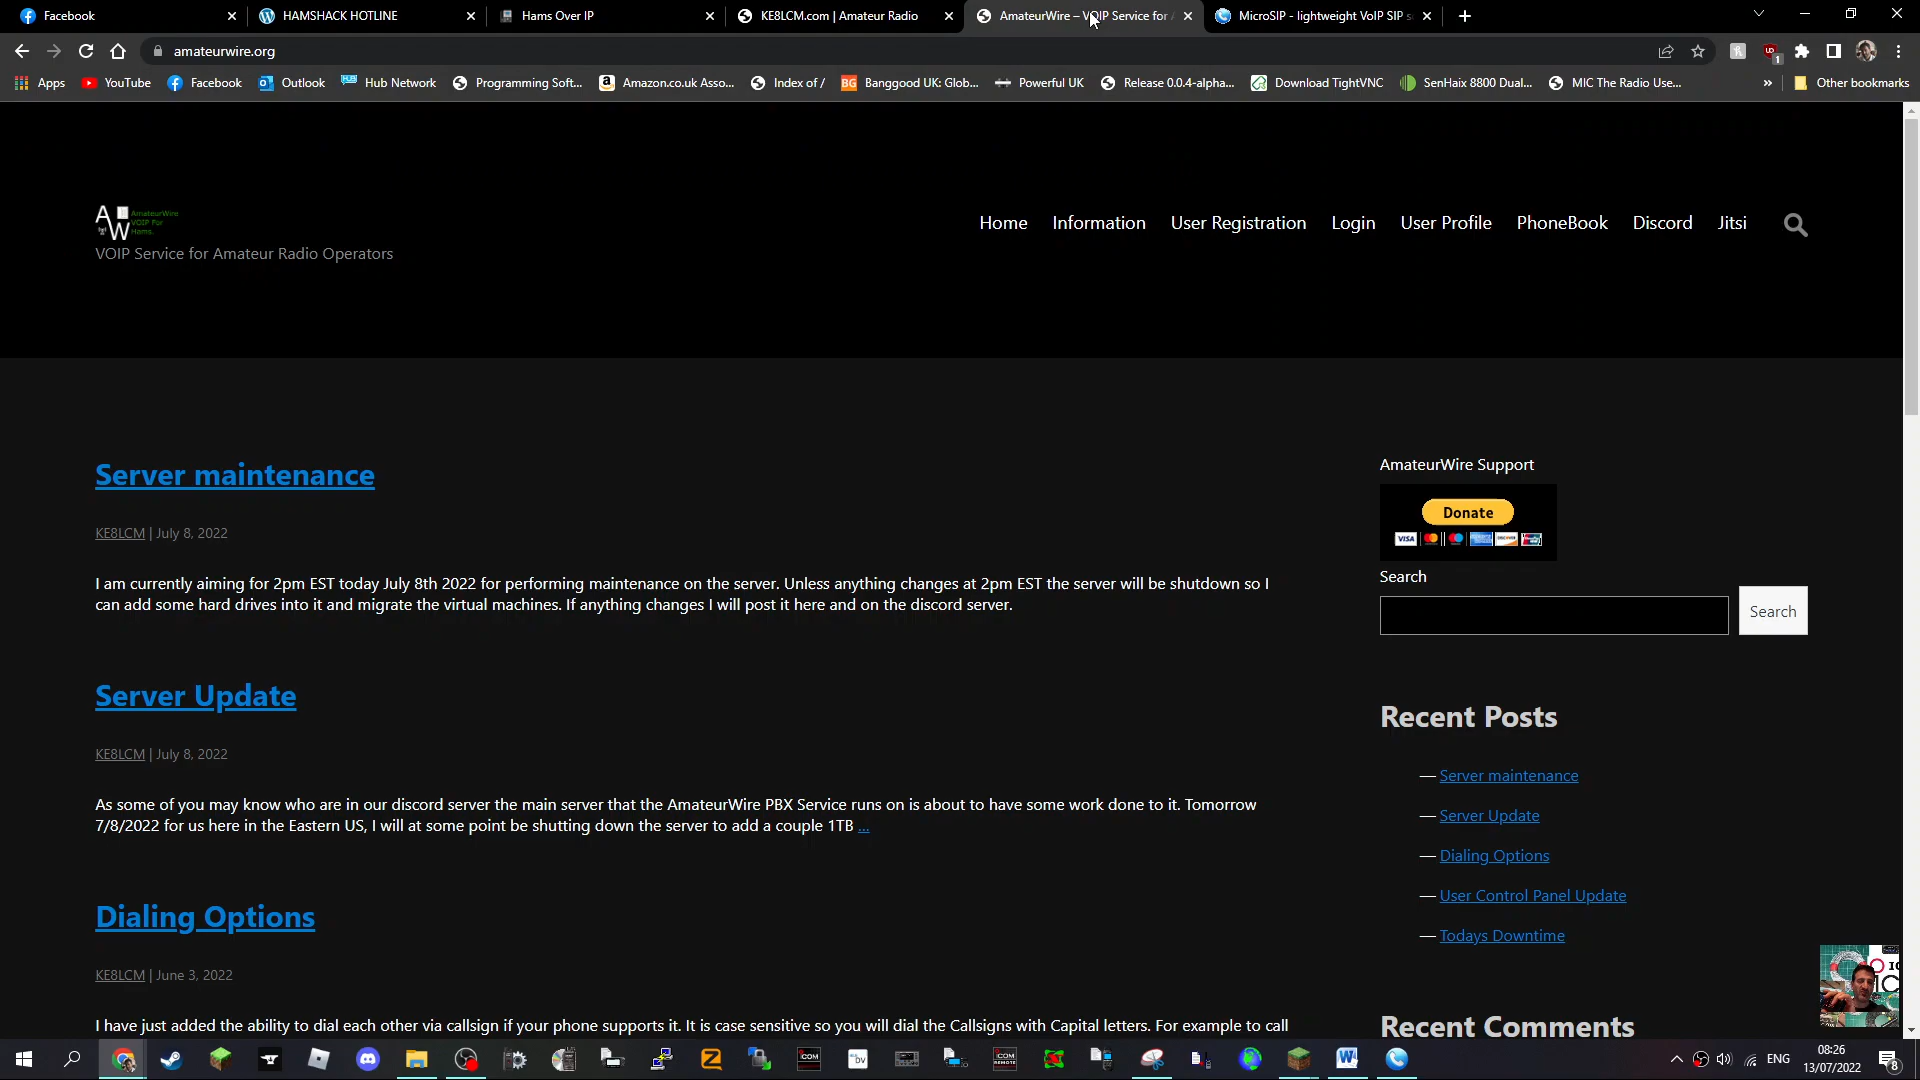 Facebook
HAMSHACK HOTLINE
Hams Over IP
KE8LCM.com | Amateur Radio
AmateurWire – VOIP Service for
MicroSIP - lightweight VoIP SIP
amateurwire.org
Apps
YouTube
Facebook
Outlook
Hub Network
Programming Soft...
Amazon.co.uk Asso...
Index of /
Banggood UK: Glob...
Powerful UK
Release 0.0.4-alpha...
Download TightVNC
SenHaix 8800 Dual...
MIC The Radio Use...
»
Other bookmarks
AW
AmateurWire
VOIP For
Hams.
VOIP Service for Amateur Radio Operators
Home
Information
User Registration
Login
User Profile
PhoneBook
Discord
Jitsi
Server maintenance
KE8LCM | July 8, 2022
I am currently aiming for 2pm EST today July 8th 2022 for performing maintenance on the server. Unless anything changes at 2pm EST the server will be shutdown so I
can add some hard drives into it and migrate the virtual machines. If anything changes I will post it here and on the discord server.
Server Update
KE8LCM | July 8, 2022
As some of you may know who are in our discord server the main server that the AmateurWire PBX Service runs on is about to have some work done to it. Tomorrow
7/8/2022 for us here in the Eastern US, I will at some point be shutting down the server to add a couple 1TB ...
Dialing Options
KE8LCM | June 3, 2022
I have just added the ability to dial each other via callsign if your phone supports it. It is case sensitive so you will dial the Callsigns with Capital letters. For example to call
AmateurWire Support
Donate
VISA
Search
Search
Recent Posts
— Server maintenance
— Server Update
— Dialing Options
— User Control Panel Update
— Todays Downtime
Recent Comments
ENG
08:26
13/07/2022
8